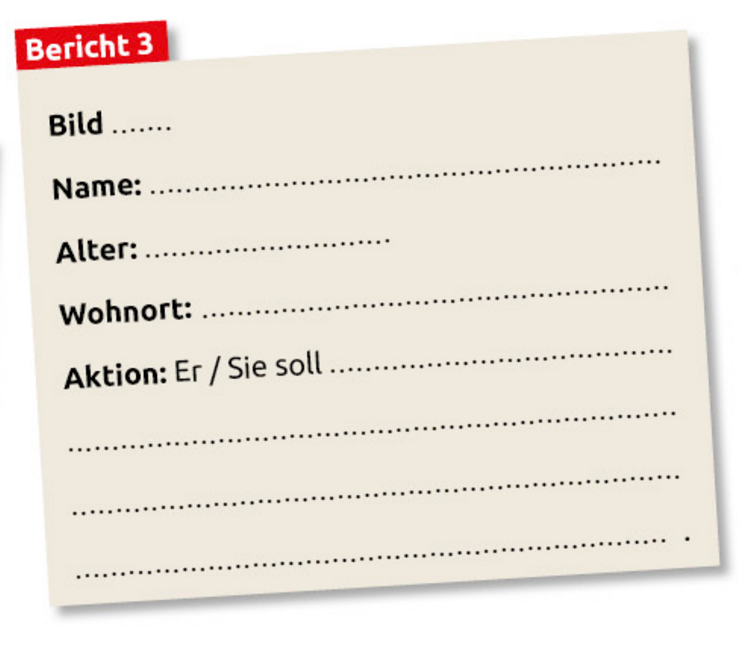 Bericht 3
Bild .......
Name: ..........................................................
Alter: ............................
Wohnort: .....................................................
Aktion: Er / Sie soll .......................................
.....................................................................
.....................................................................
................................................................... .